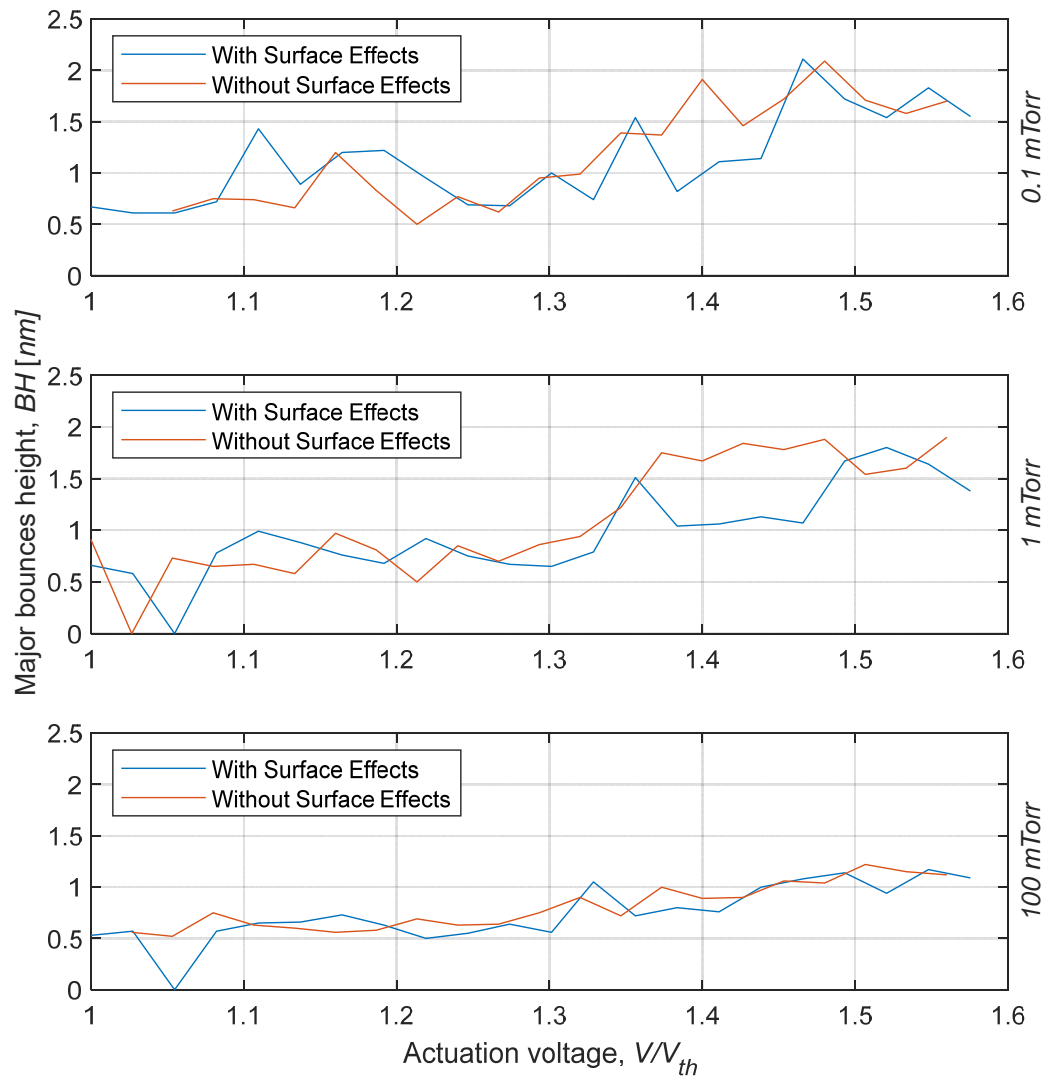 2.5
2
1.5
1
0.5
0
With Surface Effects
Without Surface Effects
1 1.1 1.2 1.3 1.4 1.5 1.6
0.1 mTorr
Major bounces height, BH [nm]
2.5
2
1.5
1
0.5
0
With Surface Effects
Without Surface Effects
1 1.1 1.2 1.3 1.4 1.5 1.6
1 mTorr
2.5
2
1.5
1
0.5
0
With Surface Effects
Without Surface Effects
1 1.1 1.2 1.3 1.4 1.5 1.6
100 mTorr
Actuation voltage, V/Vth